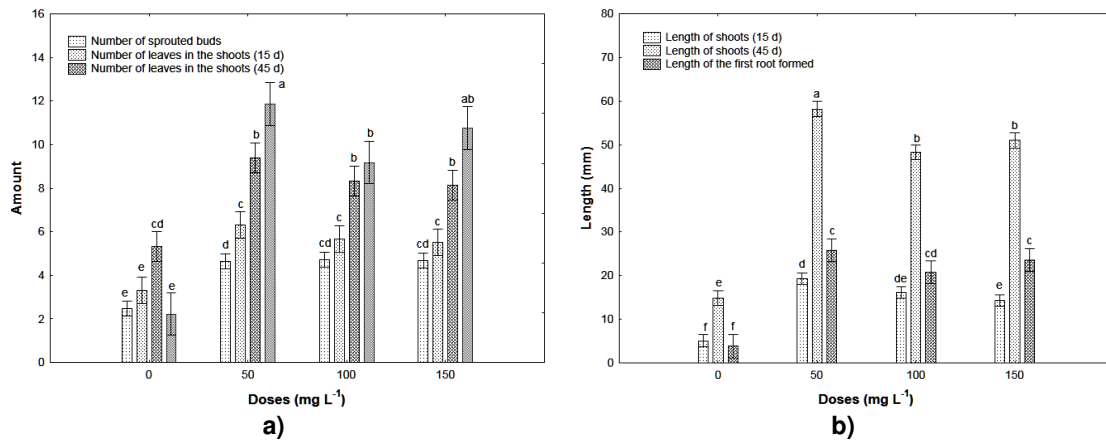 16
14
12
10
8
6
4
2
0
Amount
Number of sprouted buds
Number of leaves in the shoots (15 d)
Number of leaves in the shoots (45 d)
e e cd e
d c b a
cd c b b
cd c b ab
0 50 100 150
Doses (mg L⁻¹)
a)
80
70
60
50
40
30
20
10
0
Length (mm)
Length of shoots (15 d)
Length of shoots (45 d)
Length of the first root formed
f e f
d a c
de b cd
e b c
0 50 100 150
Doses (mg L⁻¹)
b)